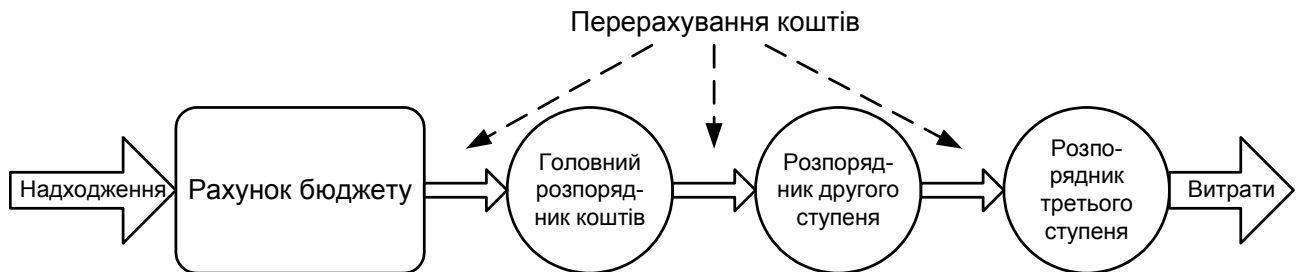 Перерахування коштів
Надходження
Рахунок бюджету
Головний
розпоряд-
ник коштів
Розпоряд-
ник другого
ступеня
Розпо-
рядник
третього
ступеня
Витрати